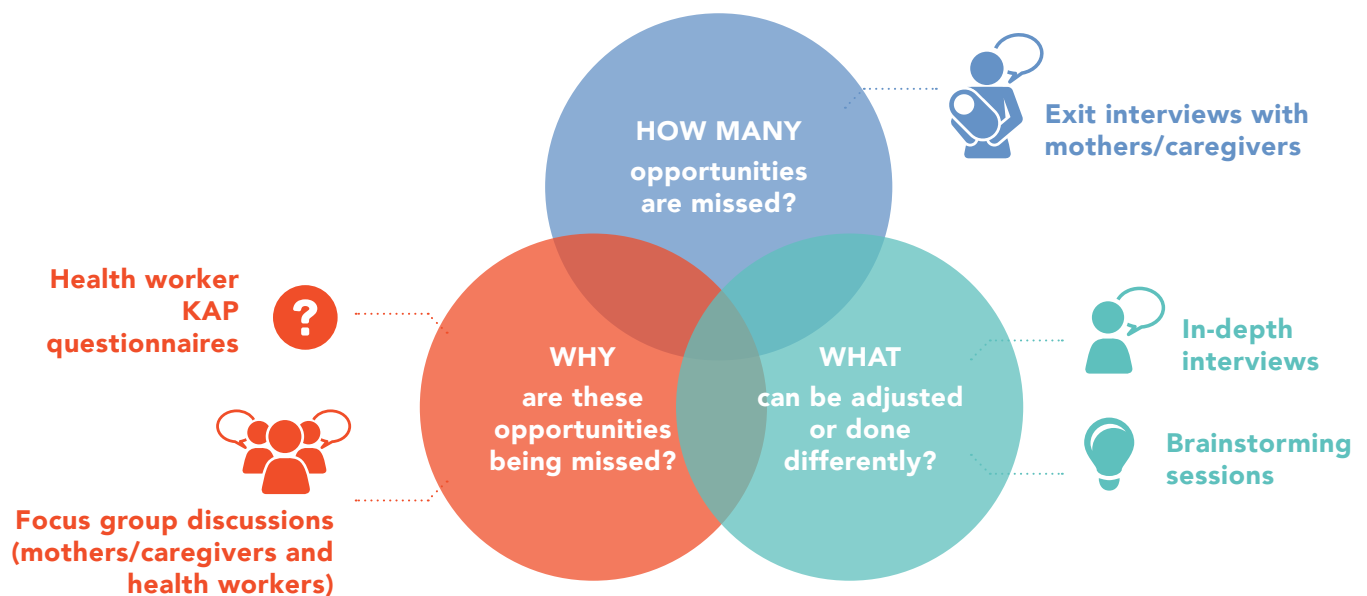 HOW MANY
opportunities
are missed?
Exit interviews with
mothers/caregivers
Health worker
KAP
questionnaires
?
WHY
are these
opportunities
being missed?
WHAT
can be adjusted
or done
differently?
In-depth
interviews
Brainstorming
sessions
Focus group discussions
(mothers/caregivers and
health workers)